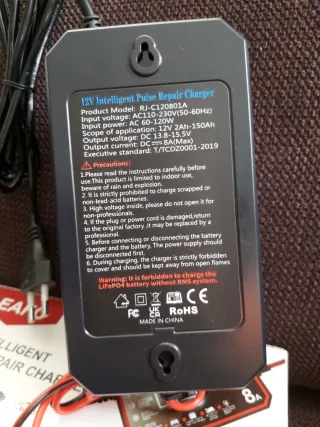 12V Intelligent Pulse Repair Charger
Product Model: RJ-C120801A
Input voltage: AC110-230V(50-60Hz)
Input power: AC 60-120W
Scope of application: 12V 2Ah-150Ah
Output voltage: DC 13.8-15.5V
Output current: DC⎓8A(Max)
Executive standard: T/TCDZ0001-2019
Precautions:
1.Please read the instructions carefully before
use.This product is limited to indoor use,
beware of rain and explosion.
2. It is strictly prohibited to charge scrapped or
non-lead-acid batteries.
3. High voltage inside, please do not open it for
non-professionals.
4. If the plug or power cord is damaged,return
to the original factory ,it may be replaced by a
professional.
5. Before connecting or disconnecting the battery
charger and the battery. The power supply should
be disconnected first.
6. During charging, the charger is strictly forbidden
to cover and should be kept away from open flames
Warning: It is forbidden to charge the
LiFePO4 battery without BMS system.
UK CA CE
FC RoHS
MADE IN CHINA
LEAD
LLIGENT
PAIR CHAR
8A